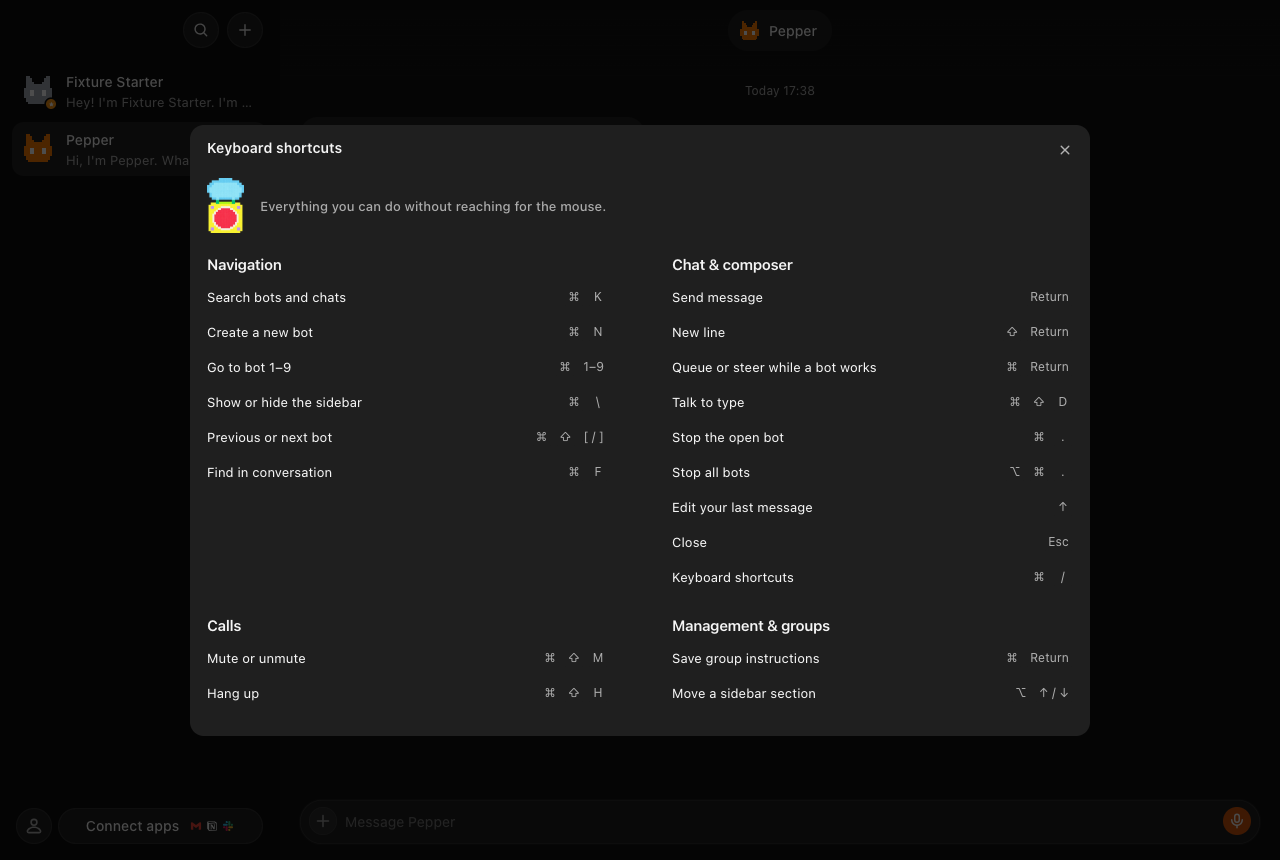 Pepper
Fixture Starter
Hey! I'm Fixture Starter. I'm ...
Today 17:38
Pepper
Hi, I'm Pepper. Wha
Keyboard shortcuts
Everything you can do without reaching for the mouse.
Navigation
Search bots and chats ⌘ K
Create a new bot ⌘ N
Go to bot 1–9 ⌘ 1–9
Show or hide the sidebar ⌘ \
Previous or next bot ⌘ ⇧ [ / ]
Find in conversation ⌘ F
Chat & composer
Send message Return
New line ⇧ Return
Queue or steer while a bot works ⌘ Return
Talk to type ⌘ ⇧ D
Stop the open bot ⌘ .
Stop all bots ⌥ ⌘ .
Edit your last message ↑
Close Esc
Keyboard shortcuts ⌘ /
Calls
Mute or unmute ⌘ ⇧ M
Hang up ⌘ ⇧ H
Management & groups
Save group instructions ⌘ Return
Move a sidebar section ⌥ ↑ / ↓
Connect apps
Message Pepper